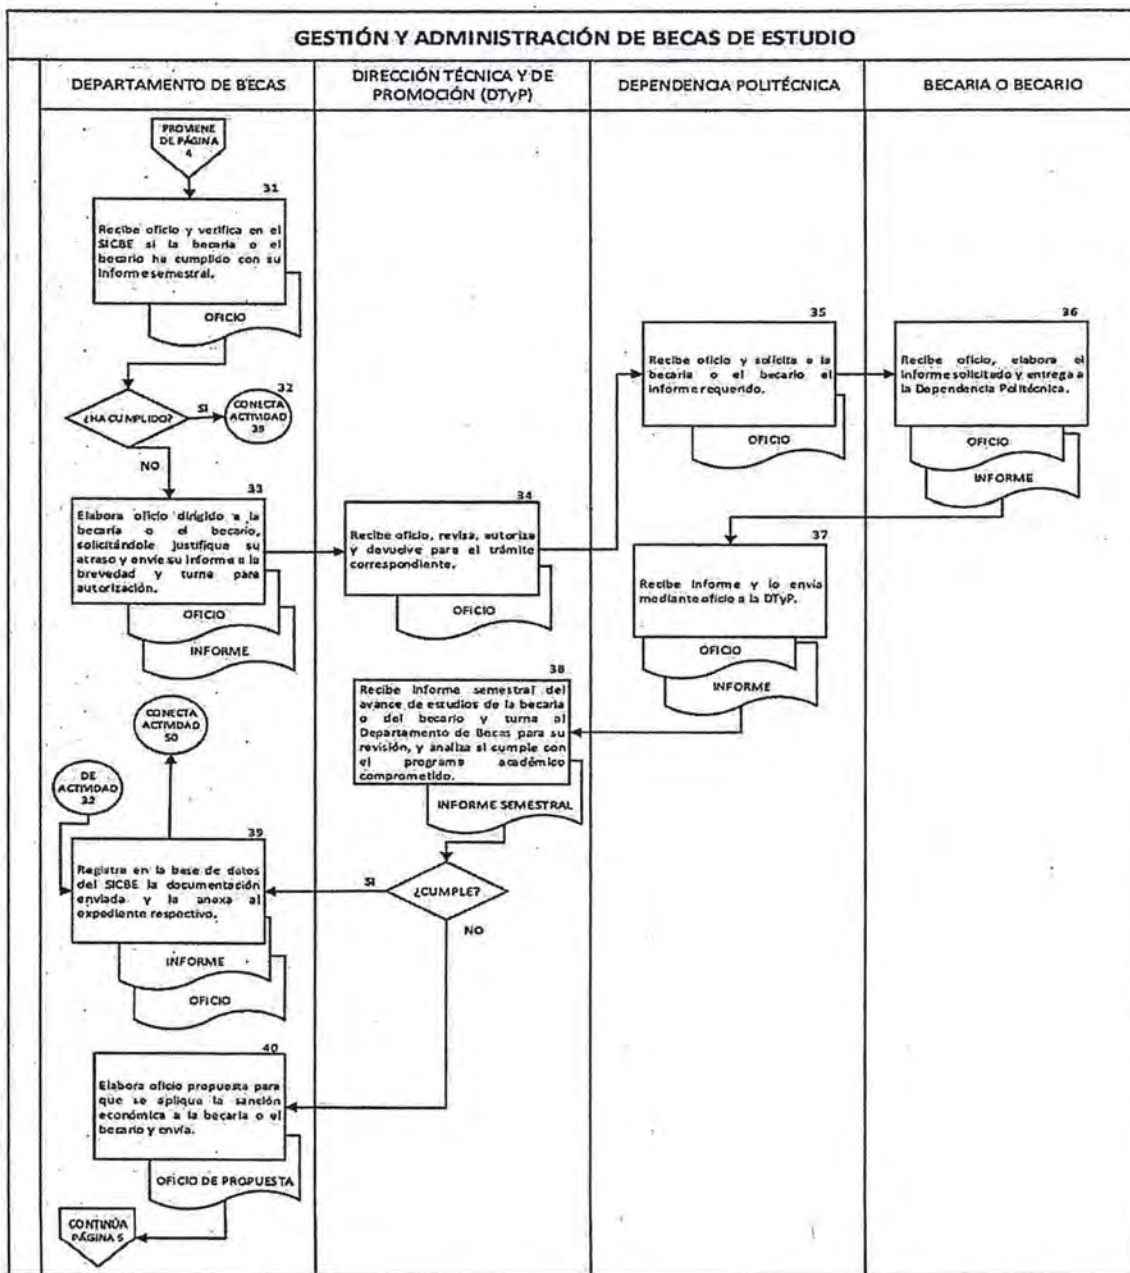 GESTIÓN Y ADMINISTRACIÓN DE BECAS DE ESTUDIO
DEPARTAMENTO DE BECAS
DIRECCIÓN TÉCNICA Y DE
PROMOCIÓN (DTyP)
DEPENDENCIA POLITÉCNICA
BECARIA O BECARIO
PROVIENE
DE PÁGINA
4
31
Recibe oficio y verifica en el
SICBE si la becaria o el
becario ha cumplido con su
informe semestral.
OFICIO
¿HA CUMPLIDO?
SI
32
CONECTA
ACTIVIDAD
39
NO
33
Elabora oficio dirigido a la
becaria o el becario,
solicitándole justifique su
atraso y envíe su informe a la
brevedad y turna para
autorización.
OFICIO
INFORME
34
Recibe oficio, revisa, autoriza
y devuelve para el trámite
correspondiente.
OFICIO
35
Recibe oficio y solicita a la
becaria o el becario el
informe requerido.
OFICIO
36
Recibe oficio, elabora el
informe solicitado y entrega a
la Dependencia Politécnica.
OFICIO
INFORME
37
Recibe informe y lo envía
mediante oficio a la DTyP.
OFICIO
INFORME
38
Recibe informe semestral del
avance de estudios de la becaria
o del becario y turna al
Departamento de Becas para su
revisión, y analiza si cumple con
el programa académico
comprometido.
INFORME SEMESTRAL
¿CUMPLE?
SI
NO
CONECTA
ACTIVIDAD
50
DE
ACTIVIDAD
32
39
Registra en la base de datos
del SICBE la documentación
enviada y la anexa al
expediente respectivo.
INFORME
OFICIO
40
Elabora oficio propuesta para
que se aplique la sanción
económica a la becaria o el
becario y envía.
OFICIO DE PROPUESTA
CONTINÚA
PÁGINA 5